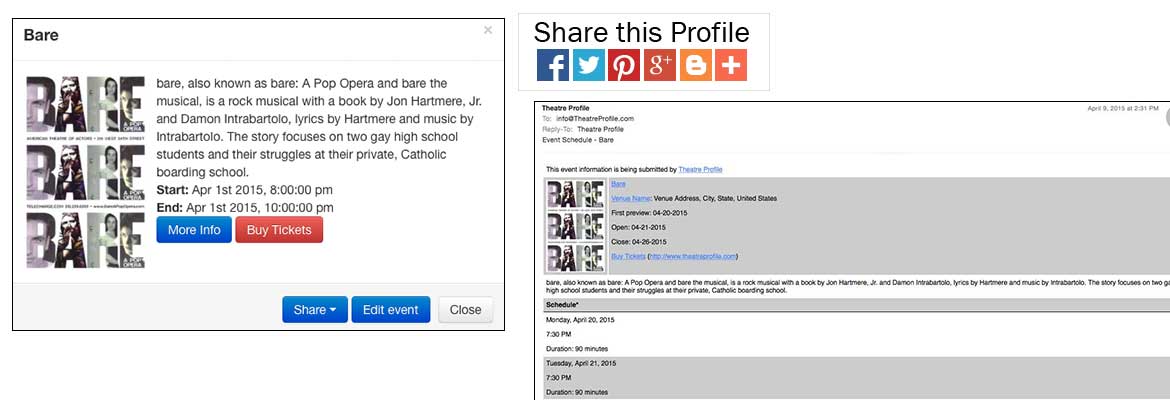 Bare
×
BARE
A POP OPERA
AMERICAN THEATRE OF ACTORS • 314 WEST 54TH STREET
BARE
A POP OPERA
BARE
A POP OPERA
bare, also known as bare: A Pop Opera and bare the
musical, is a rock musical with a book by Jon Hartmere, Jr.
and Damon Intrabartolo, lyrics by Hartmere and music by
Intrabartolo. The story focuses on two gay high school
students and their struggles at their private, Catholic
boarding school.
Start: Apr 1st 2015, 8:00:00 pm
End: Apr 1st 2015, 10:00:00 pm
More Info
Buy Tickets
Share
Edit event
Close
Share this Profile
f
p
g+
B
+
Theatre Profile
April 9, 2015 at 2:31 PM
To: info@TheatreProfile.com
Reply-To: Theatre Profile
Event Schedule - Bare
This event information is being submitted by Theatre Profile
BARE
BARE
BARE
Bare
Venue Name: Venue Address, City, State, United States
First preview: 04-20-2015
Open: 04-21-2015
Close: 04-26-2015
Buy Tickets (http://www.theatreprofile.com)
bare, also known as bare: A Pop Opera and bare the musical, is a rock musical with a book by Jon Hartmere, Jr. and Damon Intrabartolo, lyrics by Hartmere and music by Intrabartolo. The story focuses on two ga
high school students and their struggles at their private, Catholic boarding school.
Schedule*
Monday, April 20, 2015
7:30 PM
Duration: 90 minutes
Tuesday, April 21, 2015
7:30 PM
Duration: 90 minutes